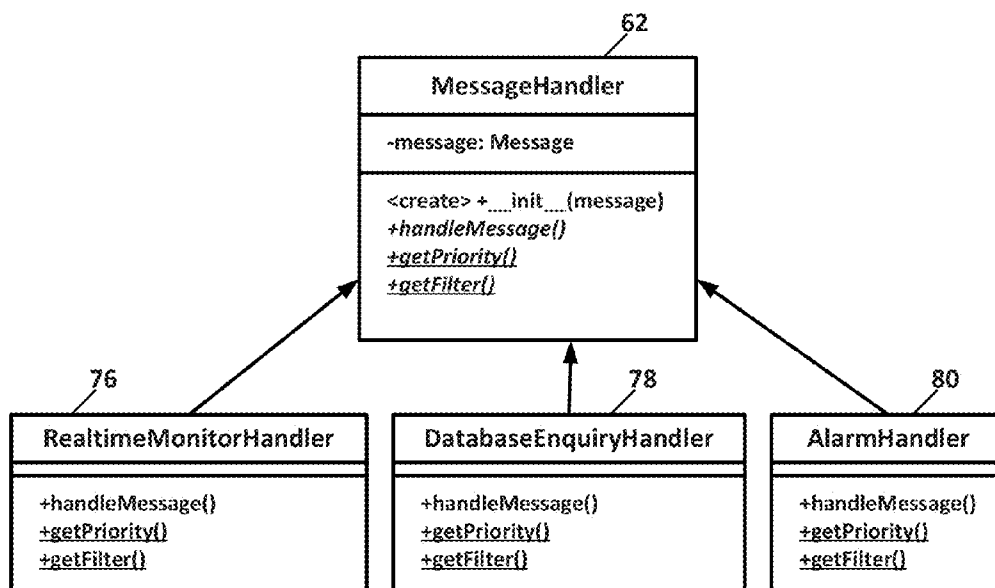 62
MessageHandler
-message: Message
<create> +__init__(message)
+handleMessage()
+getPriority()
+getFilter()
76
78
80
RealtimeMonitorHandler
+handleMessage()
+getPriority()
+getFilter()
DatabaseEnquiryHandler
+handleMessage()
+getPriority()
+getFilter()
AlarmHandler
+handleMessage()
+getPriority()
+getFilter()